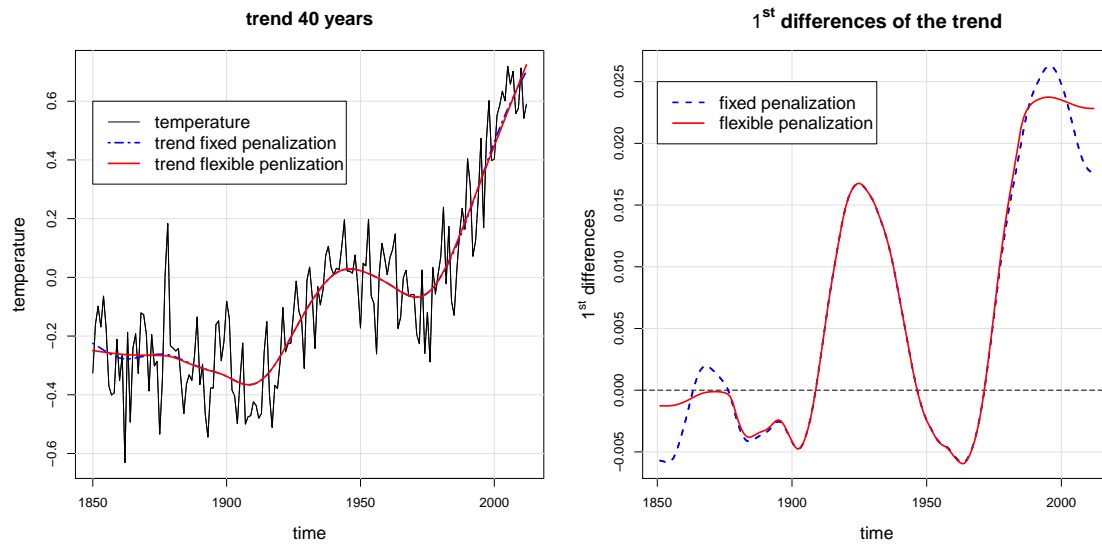 trend 40 years
temperature
0.6
0.4
0.2
0.0
−0.2
−0.4
−0.6
temperature
trend fixed penalization
trend flexible penlization
1850
1900
1950
2000
time
1st differences of the trend
1st differences
0.025
0.020
0.015
0.010
0.005
0.000
−0.005
fixed penalization
flexible penalization
1850
1900
1950
2000
time